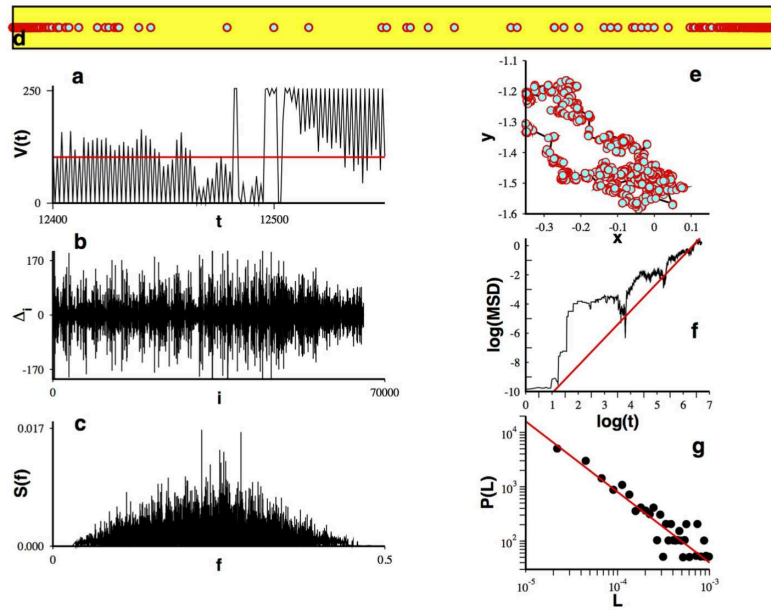 d
a
250
V(t)
0
12400
12500
t
b
170
Δi
0
-170
0
i
70000
c
0.017
S(f)
0.000
0
f
0.5
e
-1.1
-1.2
y
-1.3
-1.4
-1.5
-1.6
-0.3
-0.2
-0.1
0
0.1
x
0
-2
log(MSD)
-4
f
-6
-8
-10
0
1
2
3
4
5
6
7
log(t)
g
10^4
P(L)
10^3
10^2
10^-5
10^-4
10^-3
L